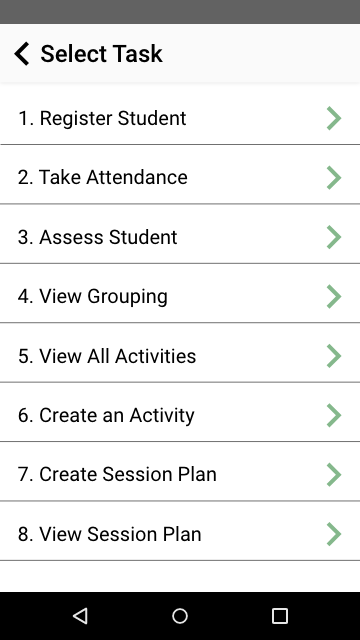 Select Task
1. Register Student
2. Take Attendance
3. Assess Student
4. View Grouping
5. View All Activities
6. Create an Activity
7. Create Session Plan
8. View Session Plan